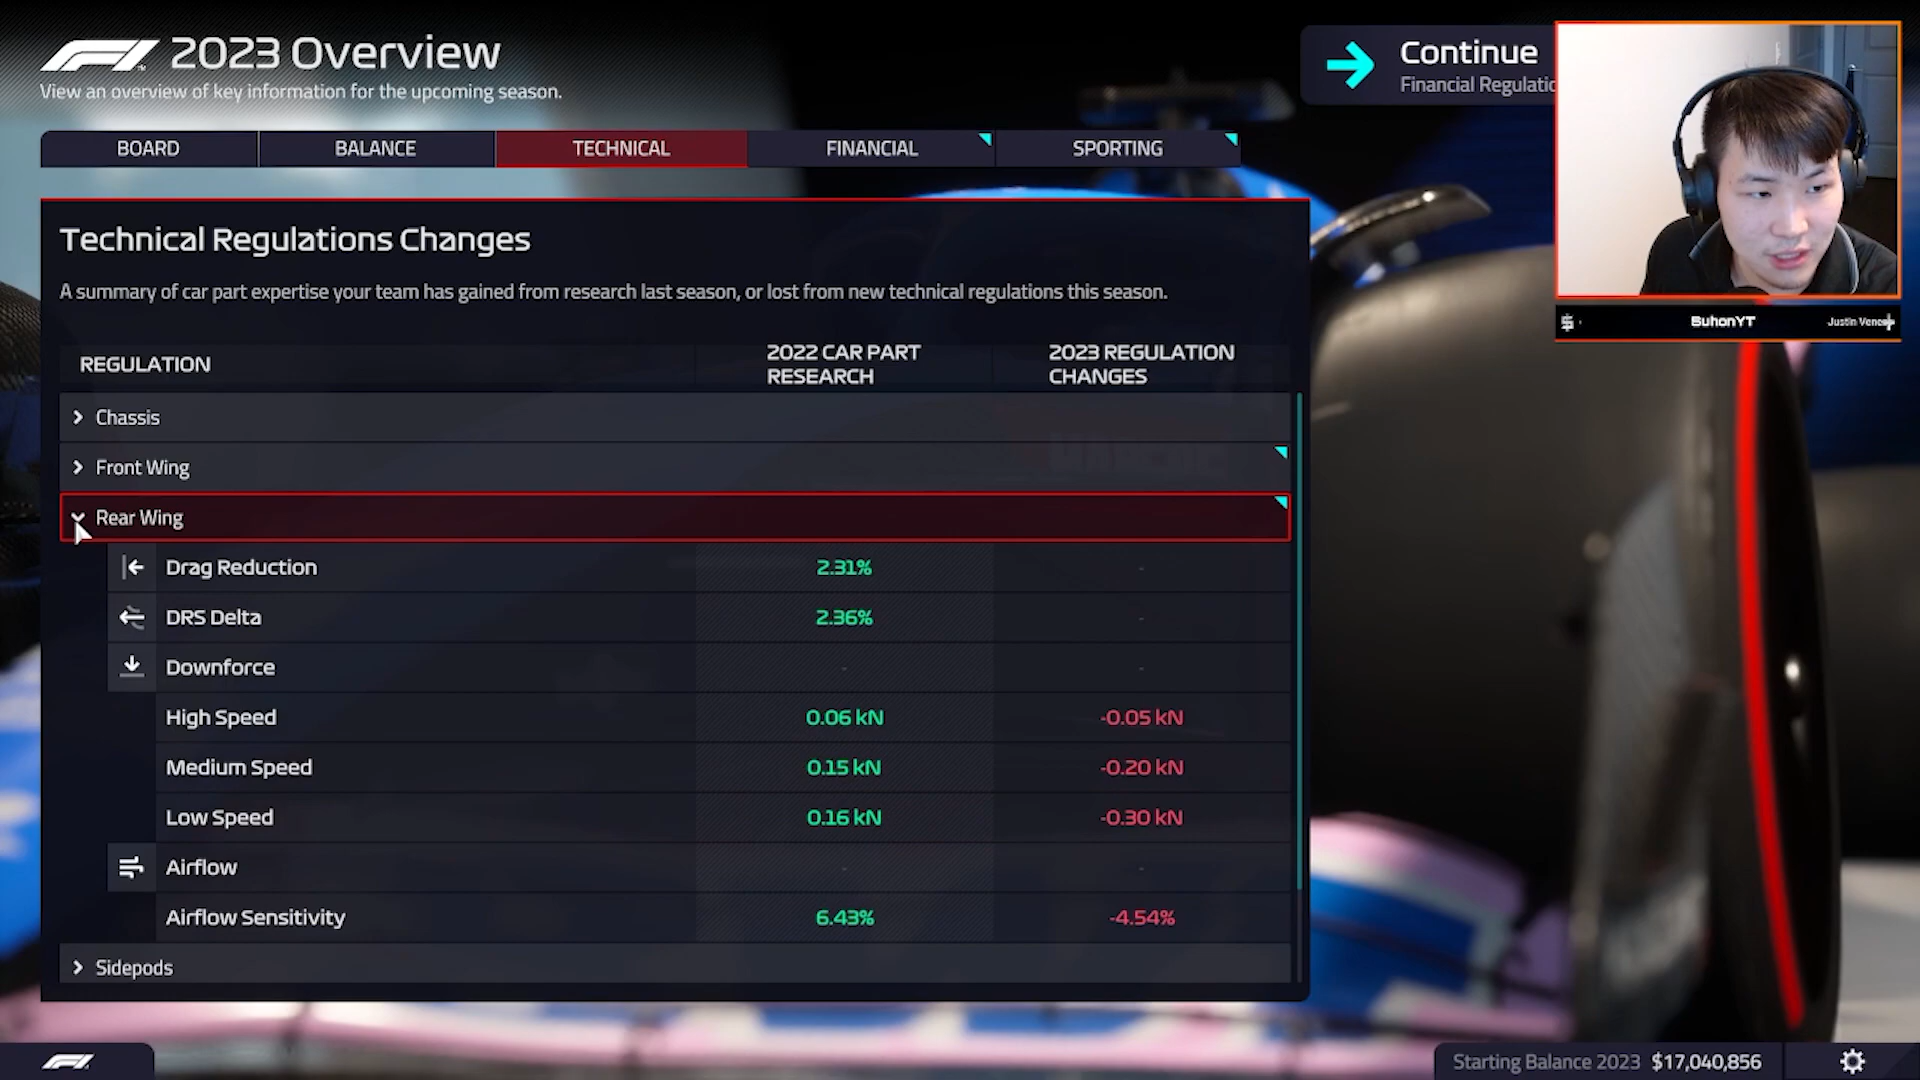 F1 2023 Overview
View an overview of key information for the upcoming season.
Continue
Financial Regulatio
BOARD
BALANCE
TECHNICAL
FINANCIAL
SPORTING
BuhonYT
Technical Regulations Changes
A summary of car part expertise your team has gained from research last season, or lost from new technical regulations this season.
REGULATION
2022 CAR PART
RESEARCH
2023 REGULATION
CHANGES
Chassis
Front Wing
Rear Wing
Drag Reduction 2.31% -
DRS Delta 2.36% -
Downforce - -
High Speed 0.06 kN -0.05 kN
Medium Speed 0.15 kN -0.20 kN
Low Speed 0.16 kN -0.30 kN
Airflow - -
Airflow Sensitivity 6.43% -4.54%
Sidepods
F1
Starting Balance 2023 $17,040,856